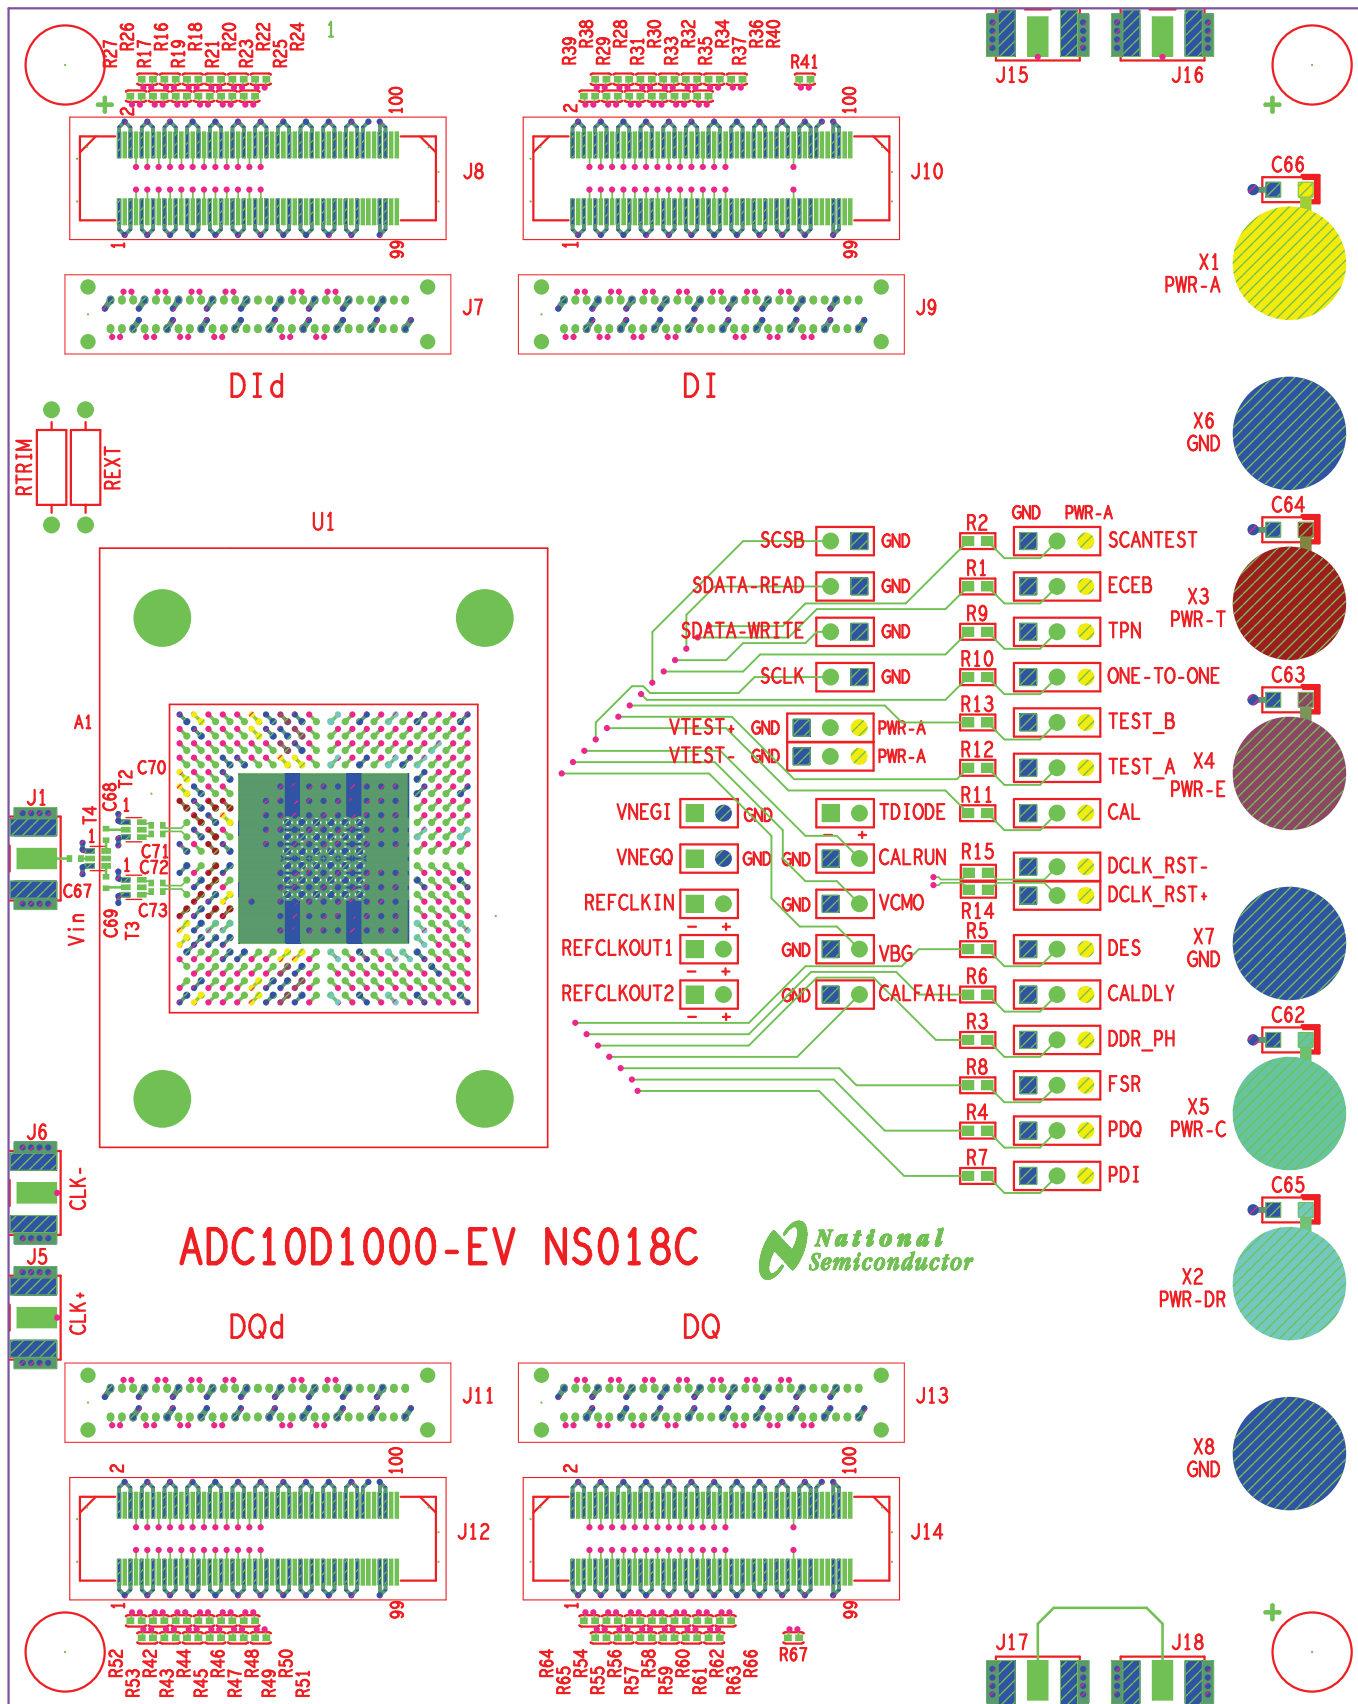 R27
R26
R17
R16
R19
R18
R21
R20
R23
R22
R25
R24
1
R39
R38
R29
R28
R31
R30
R33
R32
R35
R34
R37
R36
R40
R41
J15
J16
+
2
100
2
100
+
J8
J10
C66
1
99
1
99
X1
PWR-A
J7
J9
DId
DI
X6
GND
RTRIM
REXT
U1
C64
GND PWR-A
SCSB GND R2 SCANTEST
SDATA-READ GND R1 ECEB
X3
PWR-T
SDATA-WRITE GND R9 TPN
SCLK GND R10 ONE-TO-ONE
C63
A1
VTEST+ GND PWR-A R13 TEST_B
VTEST- GND PWR-A R12 TEST_A
X4
PWR-E
C70
T2
C68
1
T4
1
J1
VNEGI GND TDIODE R11 CAL
- +
C71
C72
1
C67
C73
C69
T3
Vin
VNEGQ GND GND CALRUN R15 DCLK_RST-
REFCLKIN GND VCMO R14 DCLK_RST+
- +
REFCLKOUT1 GND VBG R5 DES
- +
X7
GND
REFCLKOUT2 GND CALFAIL R6 CALDLY
- +
C62
R3 DDR_PH
R8 FSR
R4 PDQ
X5
PWR-C
R7 PDI
J6
CLK-
C65
ADC10D1000-EV NS018C
National
Semiconductor
J5
CLK+
X2
PWR-DR
DQd
DQ
J11
J13
2
100
2
100
X8
GND
J12
J14
1
99
1
99
+
R52
R53
R42
R43
R44
R45
R46
R47
R48
R49
R50
R51
R64
R65
R54
R55
R56
R57
R58
R59
R60
R61
R62
R63
R66
R67
J17
J18